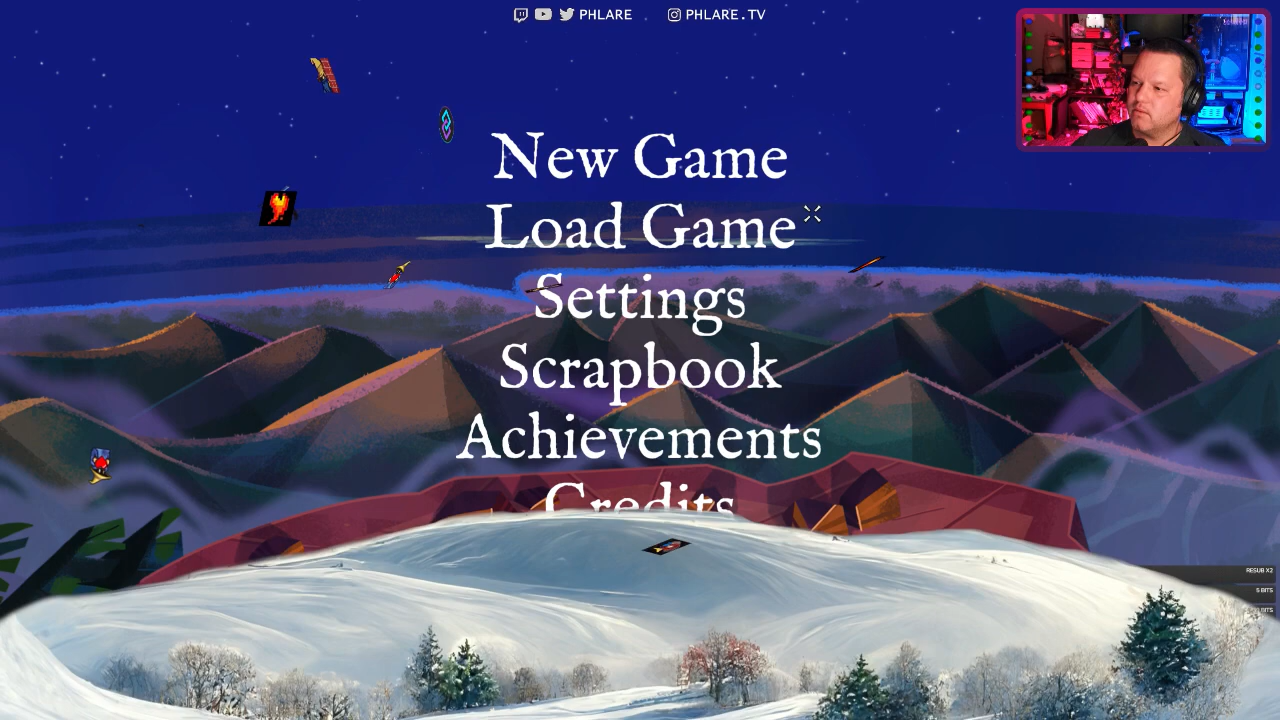 PHLARE PHLARE.TV
New Game
Load Game
Settings
Scrapbook
Achievements
Credits
RESUB X2
5 BITS